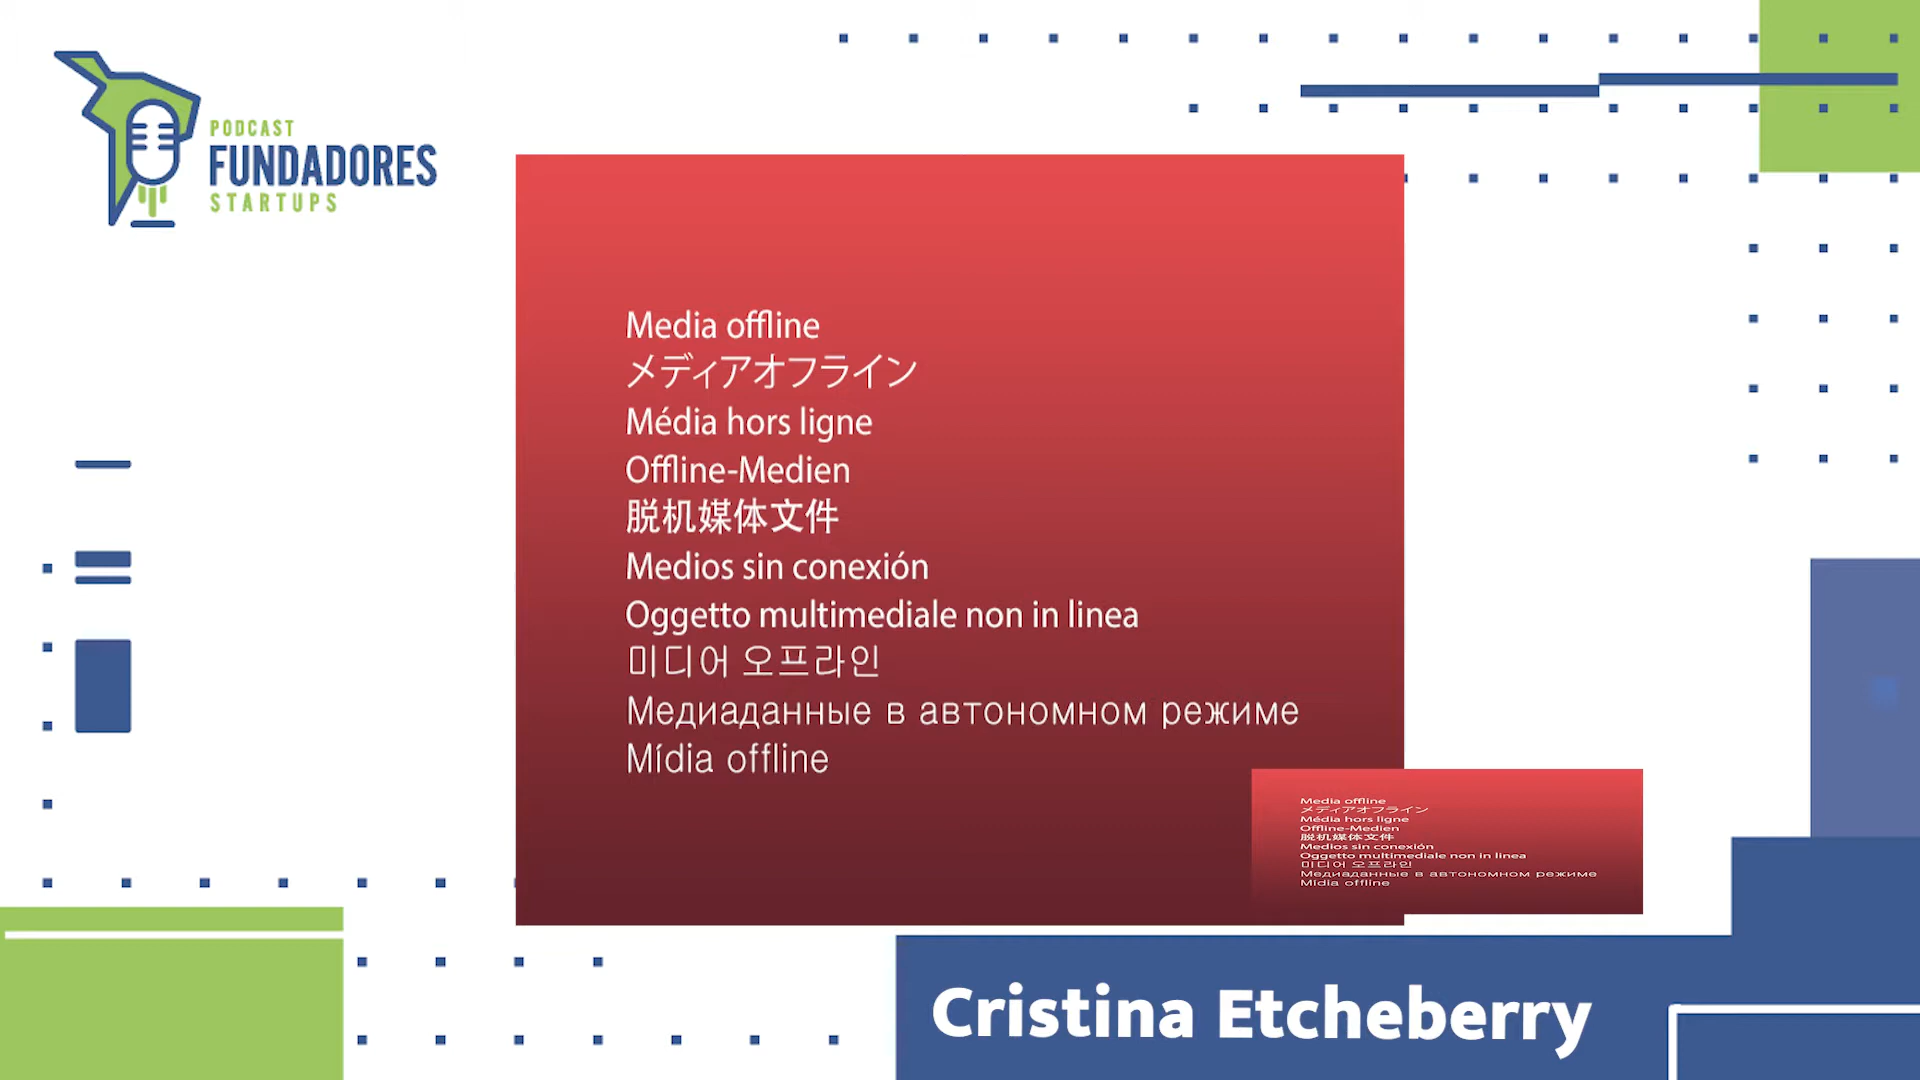 PODCAST
FUNDADORES
STARTUPS
Media offline
メディアオフライン
Média hors ligne
Offline-Medien
脱机媒体文件
Medios sin conexión
Oggetto multimediale non in linea
미디어 오프라인
Медиаданные в автономном режиме
Mídia offline
Media offline
メディアオフライン
Média hors ligne
Offline-Medien
脱机媒体文件
Medios sin conexión
Oggetto multimediale non in linea
미디어 오프라인
Медиаданные в автономном режиме
Mídia offline
Cristina Etcheberry